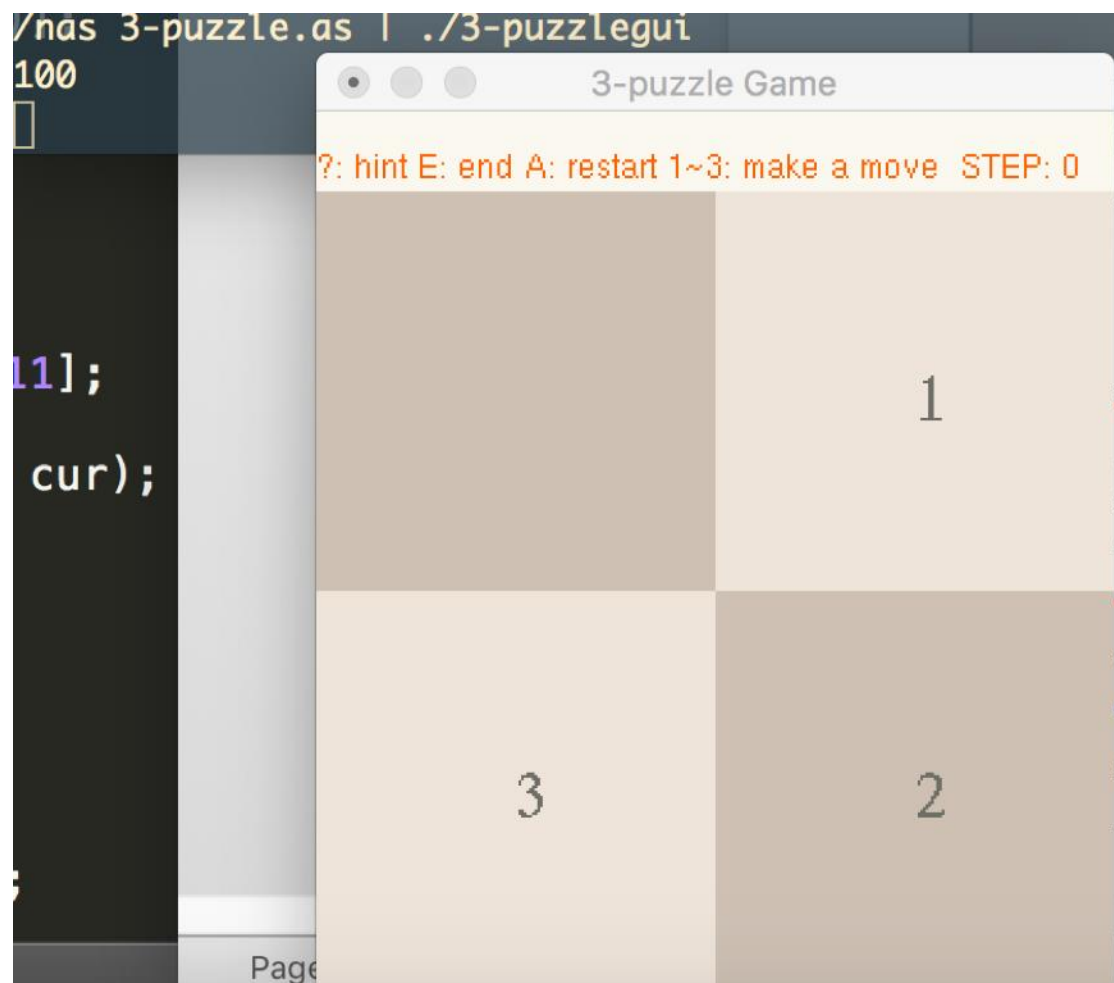 /nas 3-puzzle.as | ./3-puzzlegui
100
3-puzzle Game
?: hint E: end A: restart 1~3: make a move STEP: 0
11];
1
cur);
3
2
;
Page